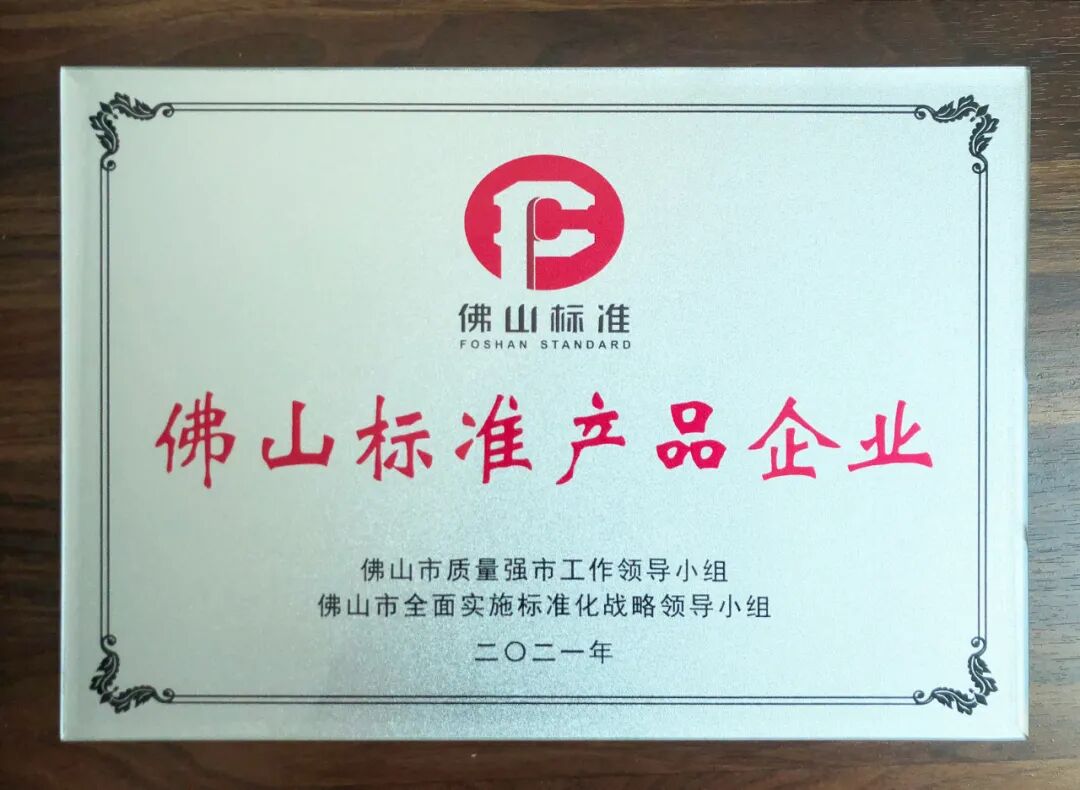 佛山标准
FOSHAN STANDARD
佛山标准产品企业
佛山市质量强市工作领导小组
佛山市全面实施标准化战略领导小组
二〇二一年